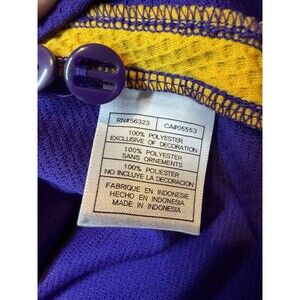 RN#56323 CA#05553
100% POLYESTER
EXCLUSIVE OF DECORATION
100% POLYESTER
SANS ORNEMENTS
100% POLIESTER
NO INCLUYE LA DECORACION
FABRIQUE EN INDONESIE
HECHO EN INDONESIA
MADE IN INDONESIA